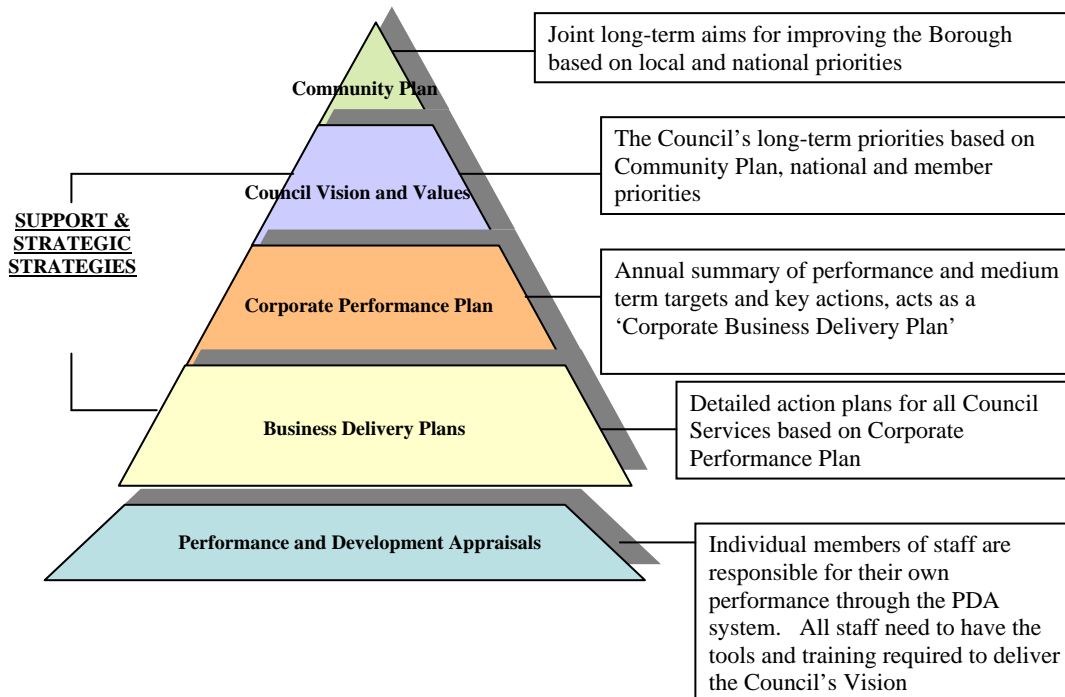 Joint long-term aims for improving the Borough
based on local and national priorities
Community Plan
The Council’s long-term priorities based on
Community Plan, national and member
priorities
Council Vision and Values
SUPPORT &
STRATEGIC
STRATEGIES
Annual summary of performance and medium
term targets and key actions, acts as a
‘Corporate Business Delivery Plan’
Corporate Performance Plan
Detailed action plans for all Council
Services based on Corporate
Performance Plan
Business Delivery Plans
Performance and Development Appraisals
Individual members of staff are
responsible for their own
performance through the PDA
system.   All staff need to have the
tools and training required to deliver
the Council’s Vision